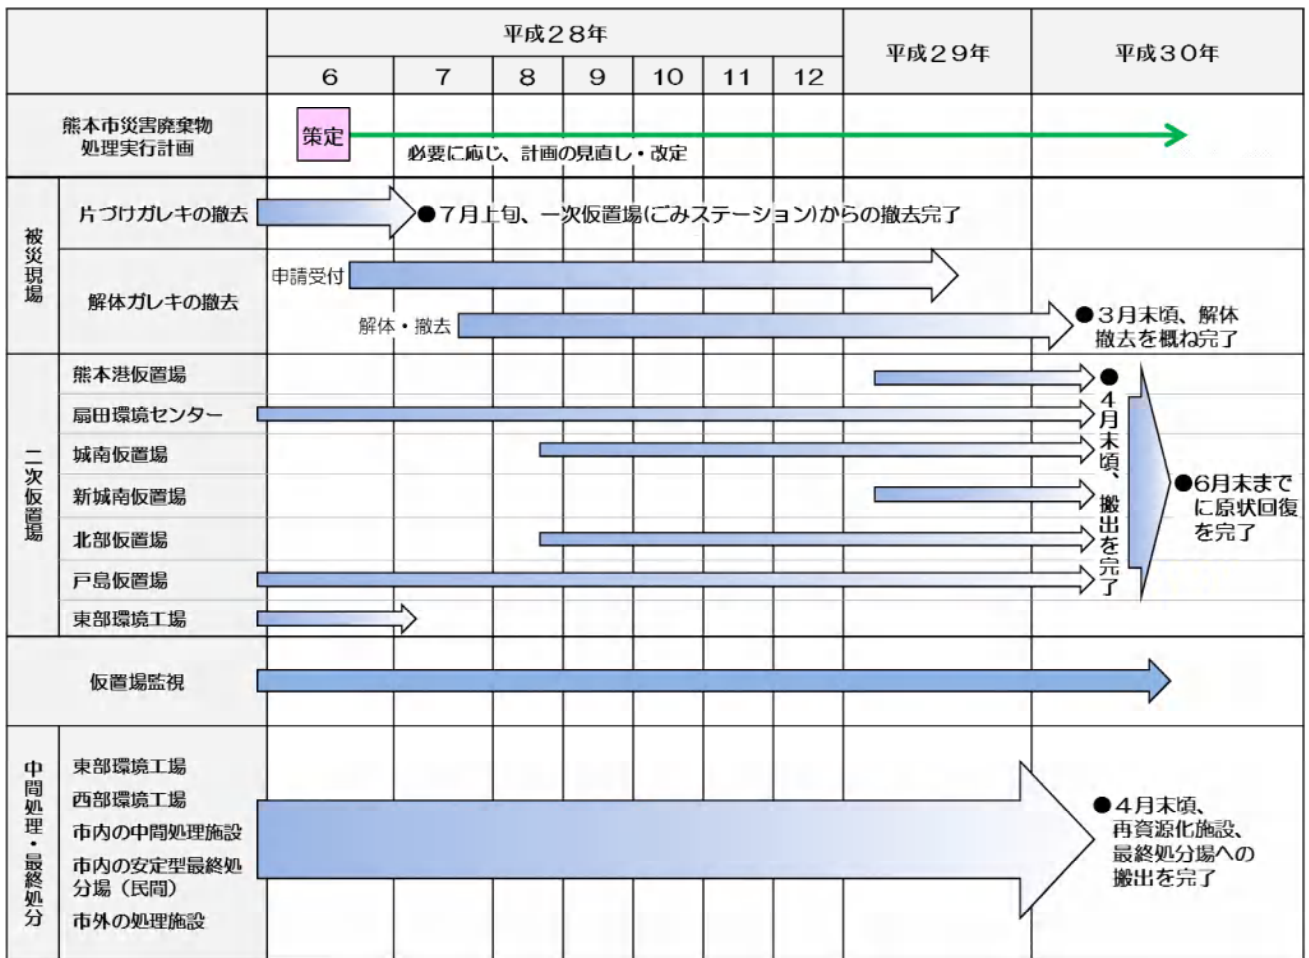 平成２８年
平成２９年
平成３０年
6 7 8 9 10 11 12
熊本市災害廃棄物
処理実行計画
策定
必要に応じ、計画の見直し・改定
被災現場
片づけガレキの撤去
●７月上旬、一次仮置場(ごみステーション)からの撤去完了
解体ガレキの撤去
申請受付
解体・撤去
●３月末頃、解体
撤去を概ね完了
二次仮置場
熊本港仮置場
扇田環境センター
城南仮置場
新城南仮置場
北部仮置場
戸島仮置場
東部環境工場
●４月末頃、搬出を完了
●6月末まで
に原状回復
を完了
仮置場監視
中間処理・最終処分
東部環境工場
西部環境工場
市内の中間処理施設
市内の安定型最終処
分場（民間）
市外の処理施設
●４月末頃、
再資源化施設、
最終処分場への
搬出を完了